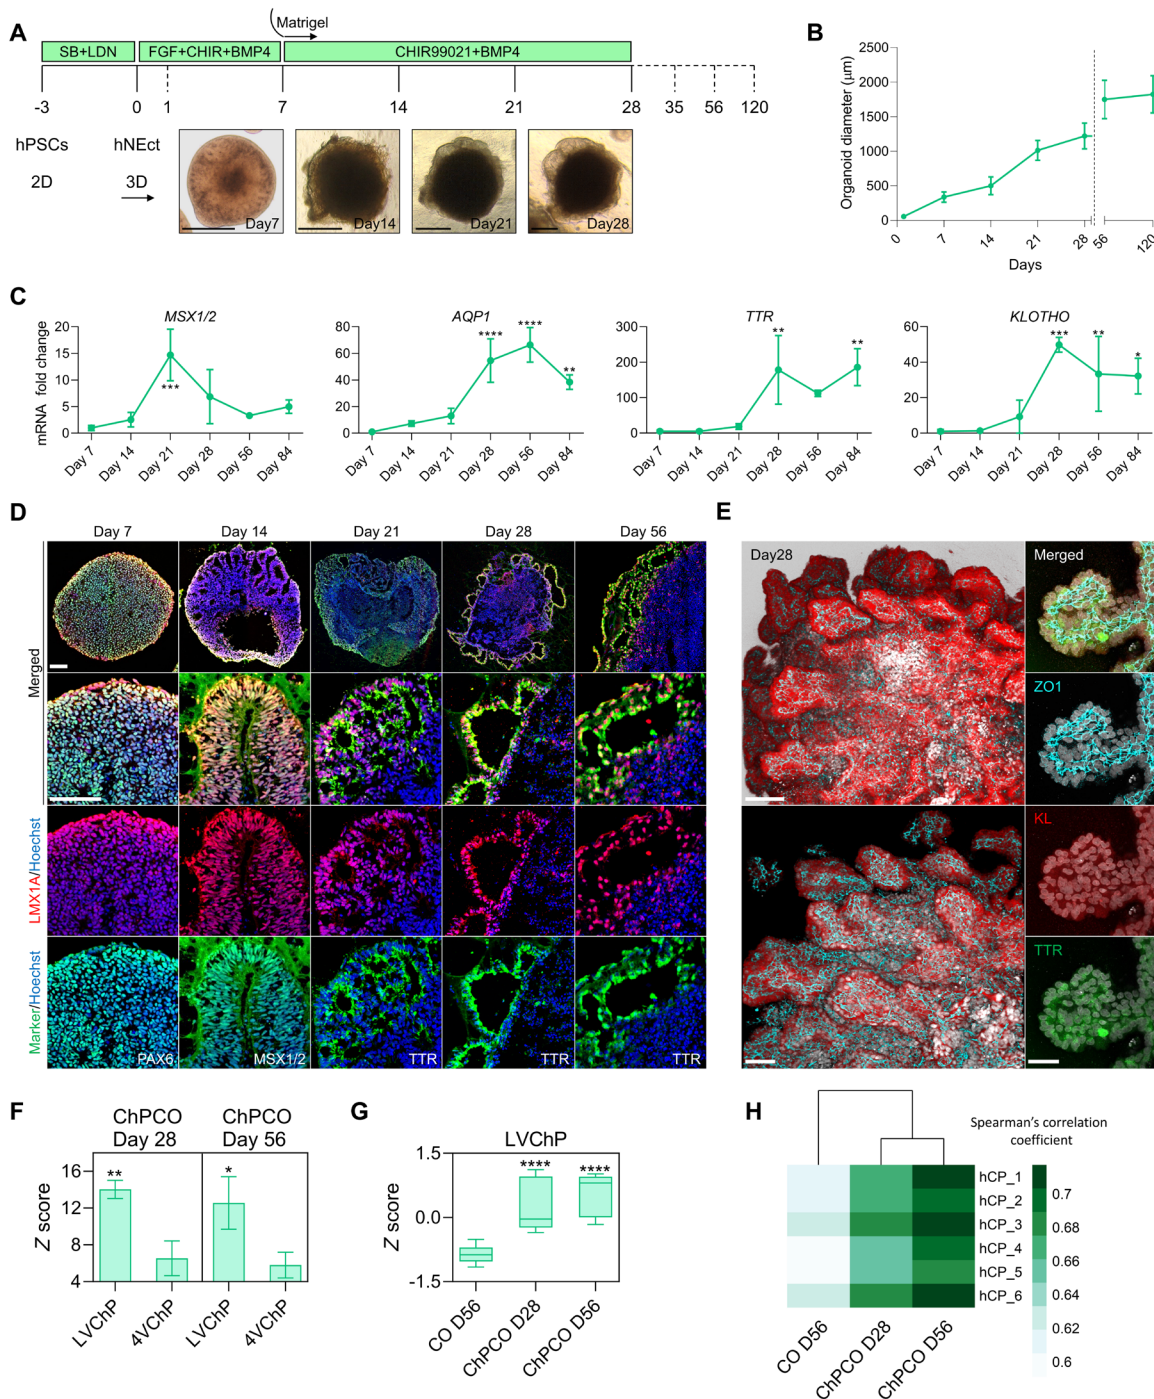 A
Matrigel
SB+LDN
FGF+CHIR+BMP4
CHIR99021+BMP4
-3
0
1
7
14
21
28
35
56
120
hPSCs
hNEct
2D
3D
Day7
Day14
Day21
Day28
B
Organoid diameter (μm)
2500
2000
1500
1000
500
0
0
7
14
21
28
56
120
Days
C
mRNA fold change
MSX1/2
20
15
10
5
0
***
Day 7
Day 14
Day 21
Day 28
Day 56
Day 84
AQP1
80
60
40
20
0
****
****
**
Day 7
Day 14
Day 21
Day 28
Day 56
Day 84
TTR
300
200
100
0
**
**
Day 7
Day 14
Day 21
Day 28
Day 56
Day 84
KLOTHO
60
40
20
0
***
**
*
Day 7
Day 14
Day 21
Day 28
Day 56
Day 84
D
Day 7
Day 14
Day 21
Day 28
Day 56
Merged
LMX1A/Hoechst
Marker/Hoechst
PAX6
MSX1/2
TTR
TTR
TTR
E
Day28
Merged
ZO1
KL
TTR
F
ChPCO
Day 28
ChPCO
Day 56
Z score
16
12
8
4
**
*
LVChP
4VChP
LVChP
4VChP
G
LVChP
Z score
1.5
0.0
-1.5
****
****
CO D56
ChPCO D28
ChPCO D56
H
Spearman's correlation
coefficient
hCP_1
hCP_2
hCP_3
hCP_4
hCP_5
hCP_6
0.7
0.68
0.66
0.64
0.62
0.6
CO D56
ChPCO D28
ChPCO D56